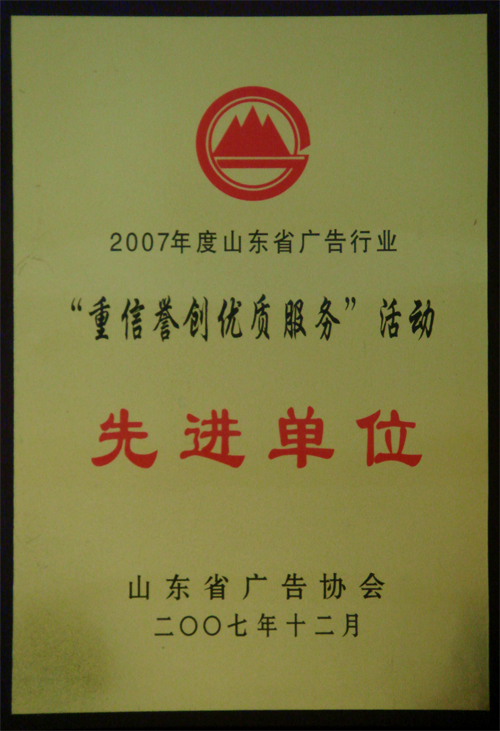 2007年度山东省广告行业
“重信誉创优质服务”活动
先进单位
山东省广告协会
二〇〇七年十二月